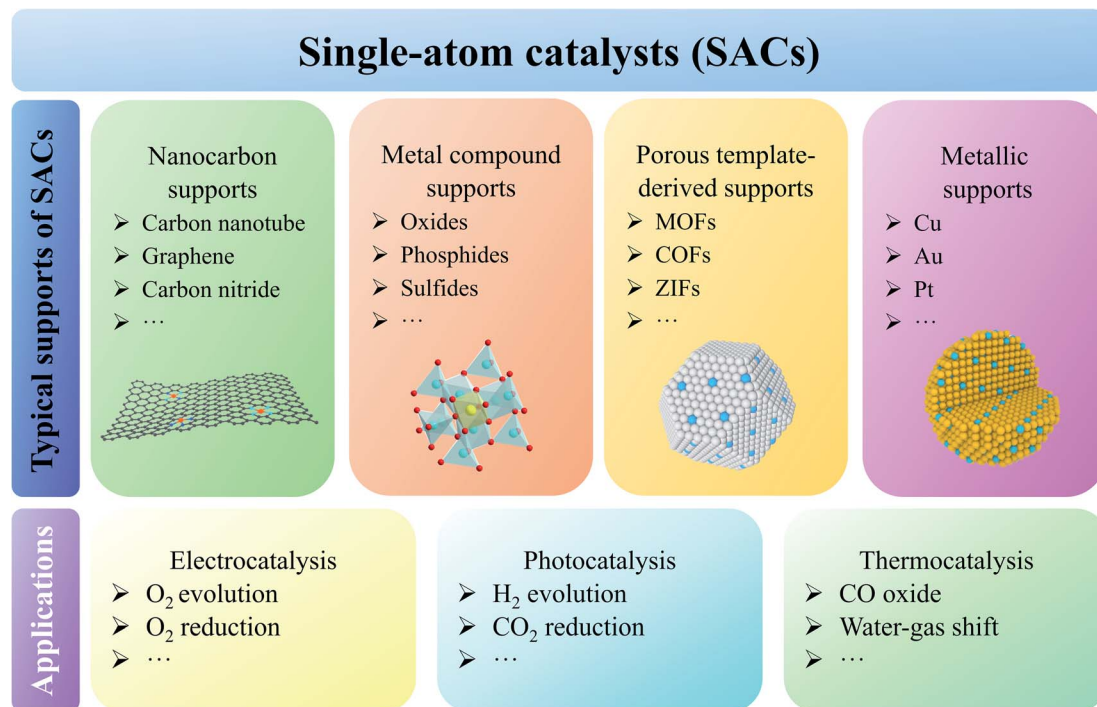 Single-atom catalysts (SACs)
Typical supports of SACs
Nanocarbon
supports
➤ Carbon nanotube
➤ Graphene
➤ Carbon nitride
➤ ···
Metal compound
supports
➤ Oxides
➤ Phosphides
➤ Sulfides
➤ ···
Porous template-
derived supports
➤ MOFs
➤ COFs
➤ ZIFs
➤ ···
Metallic
supports
➤ Cu
➤ Au
➤ Pt
➤ ···
Applications
Electrocatalysis
➤ O₂ evolution
➤ O₂ reduction
➤ ···
Photocatalysis
➤ H₂ evolution
➤ CO₂ reduction
➤ ···
Thermocatalysis
➤ CO oxide
➤ Water-gas shift
➤ ···